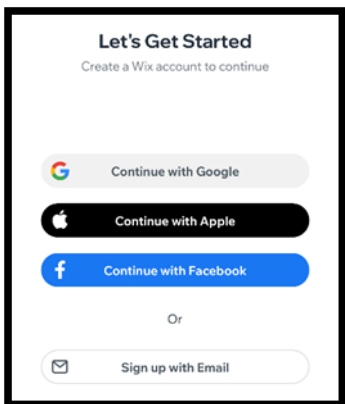 Let's Get Started
Create a Wix account to continue
Continue with Google
Continue with Apple
Continue with Facebook
Or
Sign up with Email